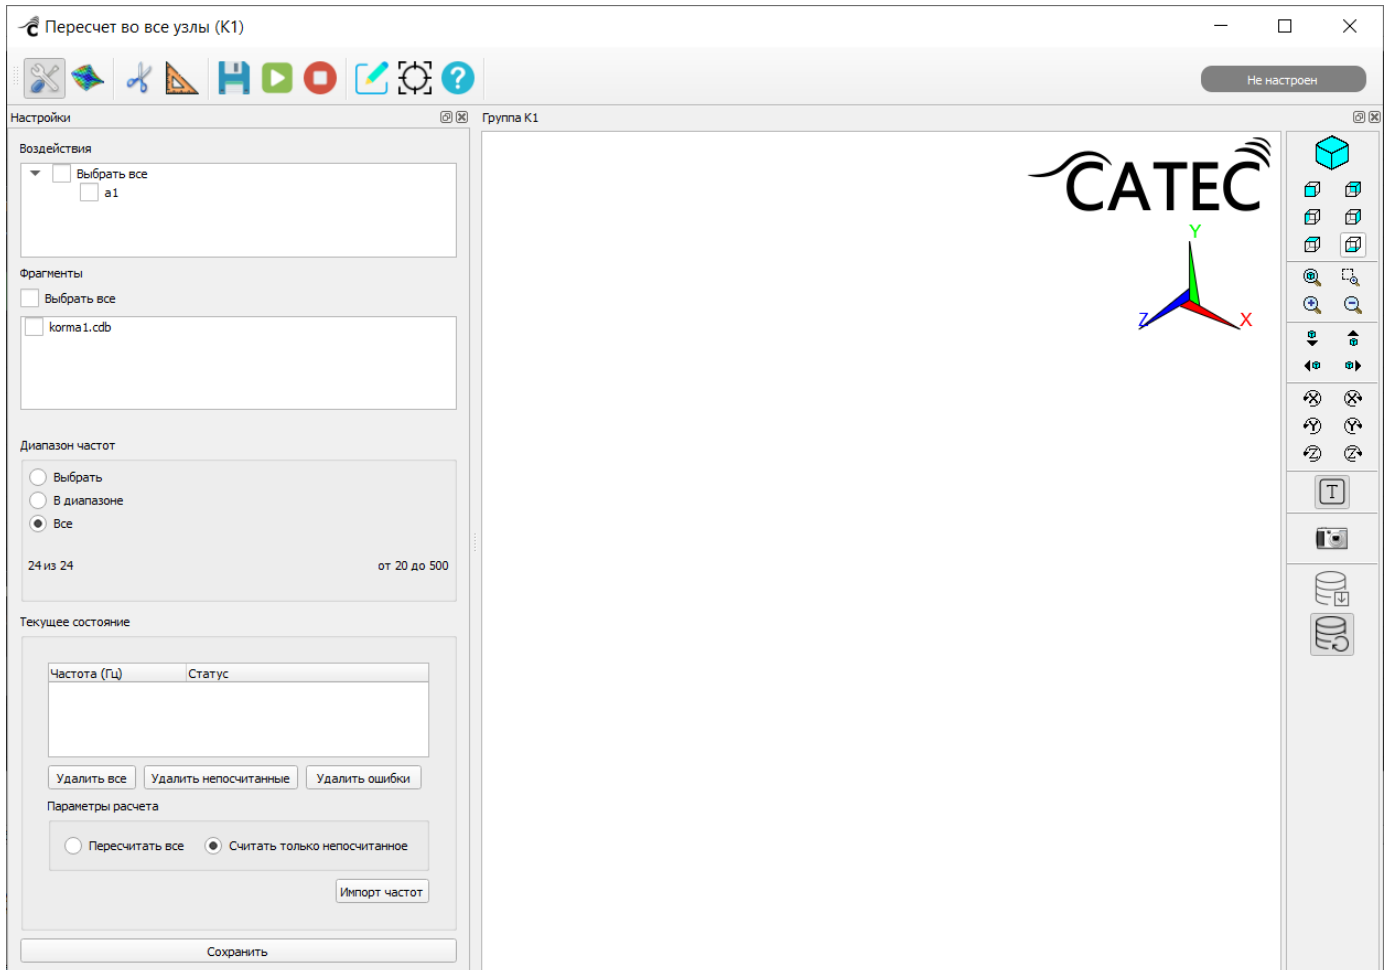 Пересчет во все узлы (К1)
Не настроен
Настройки
Воздействия
Выбрать все
a1
Фрагменты
Выбрать все
korma1.cdb
Диапазон частот
Выбрать
В диапазоне
Все
24 из 24
от 20 до 500
Текущее состояние
Частота (Гц)
Статус
Удалить все
Удалить непосчитанные
Удалить ошибки
Параметры расчета
Пересчитать все
Считать только непосчитанное
Импорт частот
Сохранить
Группа К1
CATEC
Y
Z
X
X
X
Y
Y
Z
Z
T